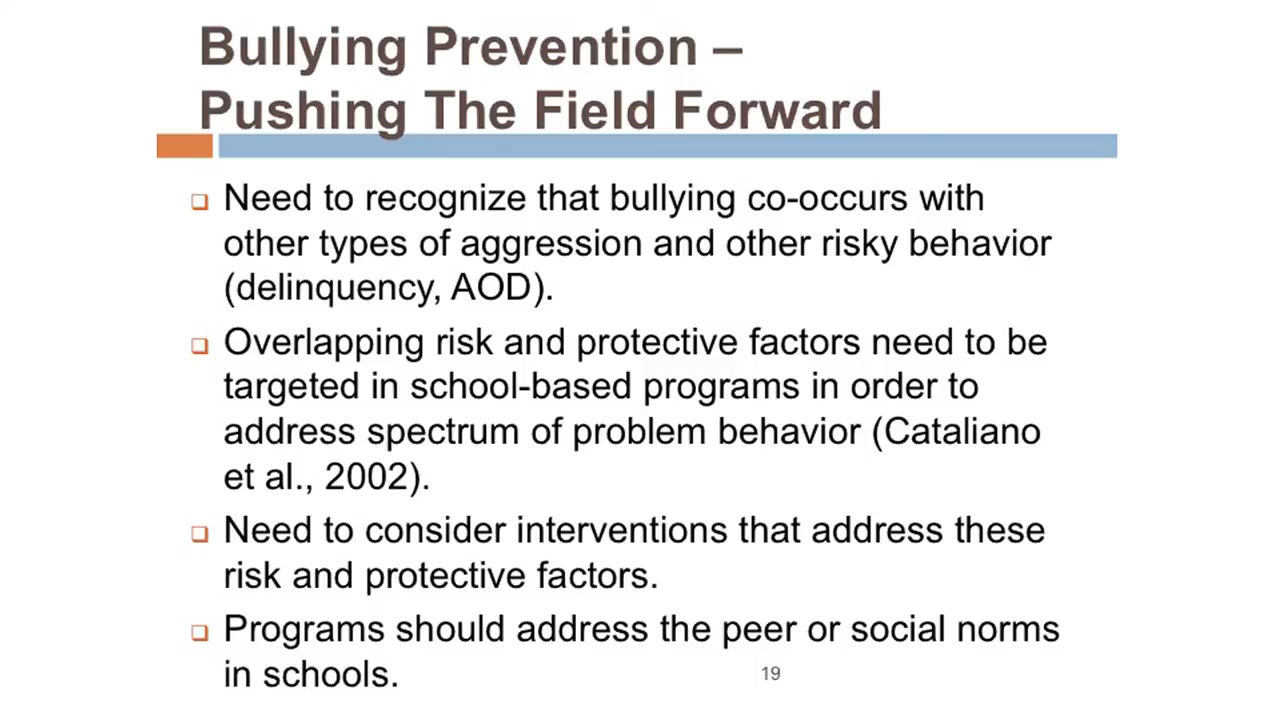 Bullying Prevention –
Pushing The Field Forward
Need to recognize that bullying co-occurs with
other types of aggression and other risky behavior
(delinquency, AOD).
Overlapping risk and protective factors need to be
targeted in school-based programs in order to
address spectrum of problem behavior (Cataliano
et al., 2002).
Need to consider interventions that address these
risk and protective factors.
Programs should address the peer or social norms
in schools.
19